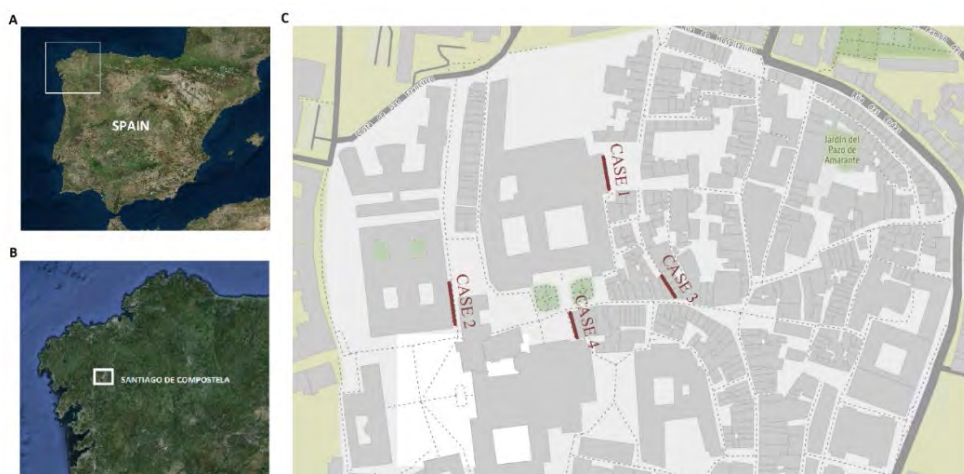 A
SPAIN
B
SANTIAGO DE COMPOSTELA
C
CASE 1
CASE 2
CASE 3
CASE 4
Jardín del
Pazo de
Amarante